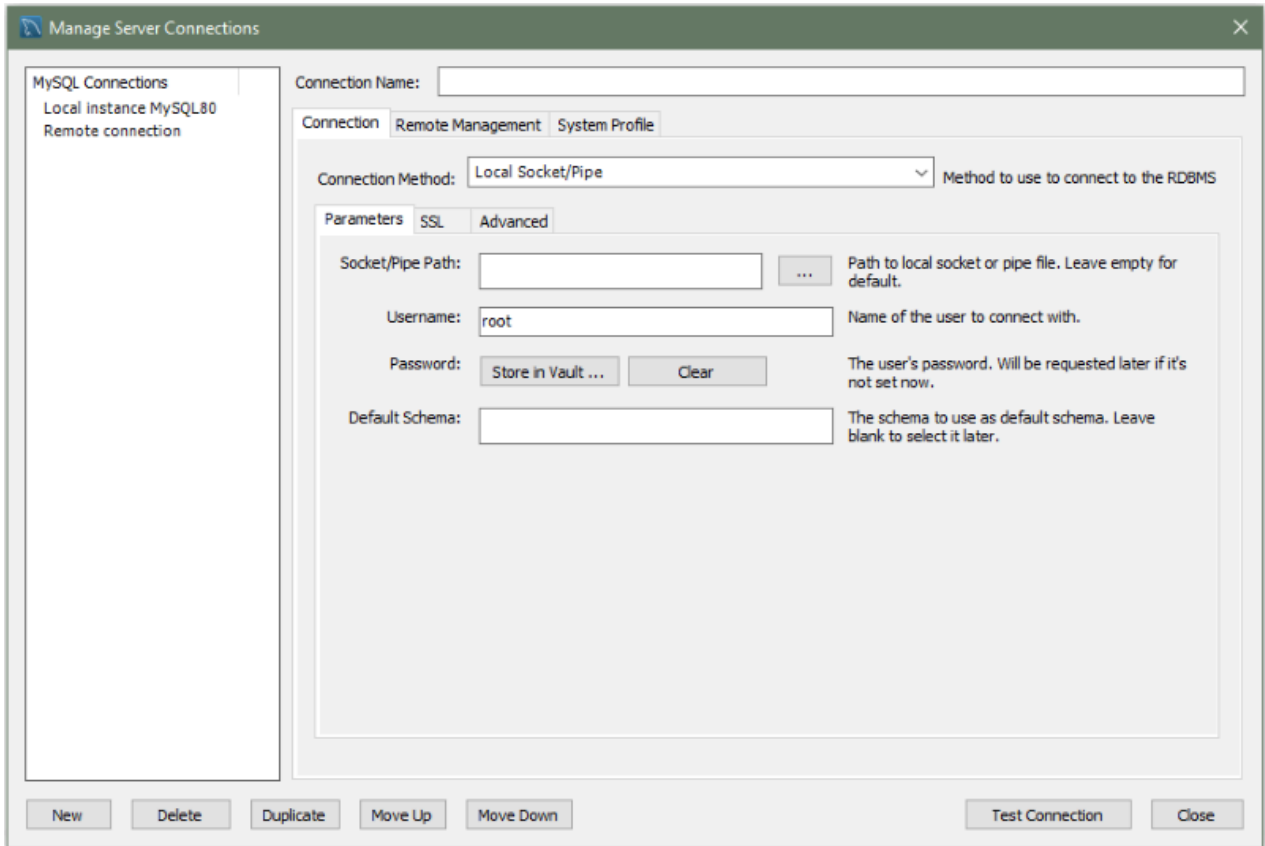 Manage Server Connections
MySQL Connections
Local instance MySQL80
Remote connection
Connection Name:
Connection Remote Management System Profile
Connection Method: Local Socket/Pipe Method to use to connect to the RDBMS
Parameters SSL Advanced
Socket/Pipe Path: ... Path to local socket or pipe file. Leave empty for
default.
Username: root Name of the user to connect with.
Password: Store in Vault ... Clear The user's password. Will be requested later if it's
not set now.
Default Schema: The schema to use as default schema. Leave
blank to select it later.
New Delete Duplicate Move Up Move Down Test Connection Close